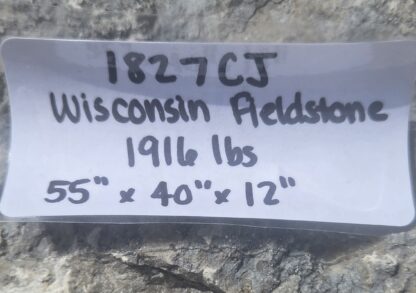 1827CJ
Wisconsin Fieldstone
1916 lbs
55" x 40" x 12"